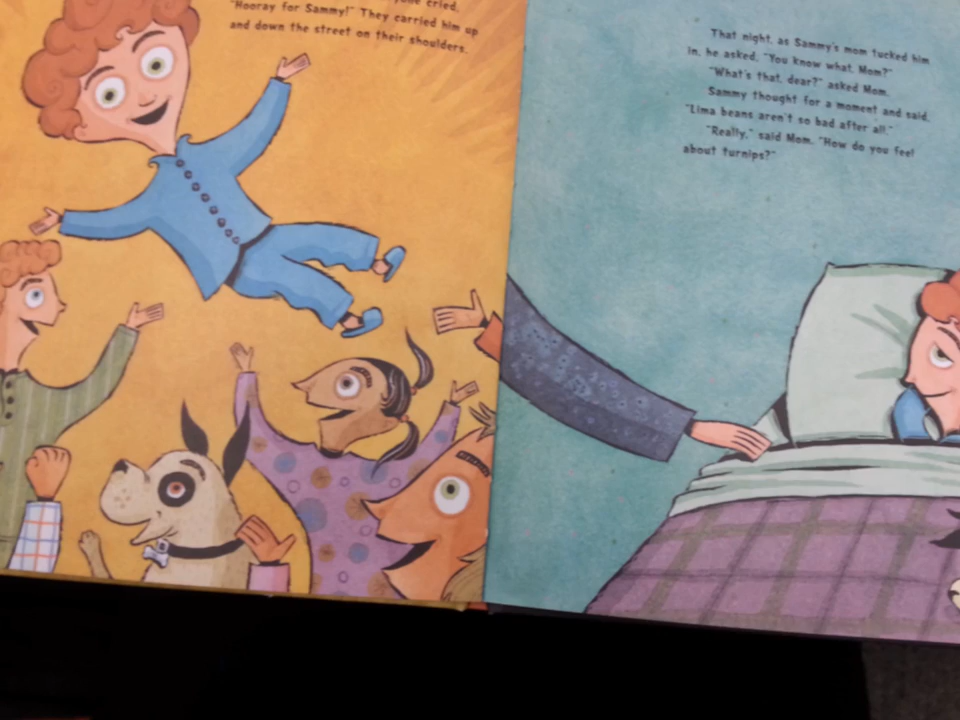 cried,
"Hooray for Sammy!" They carried him up
and down the street on their shoulders.
That night, as Sammy's mom tucked him
in, he asked, "You know what, Mom?"
"What's that, dear?" asked Mom.
Sammy thought for a moment and said,
"Lima beans aren't so bad after all."
"Really," said Mom. "How do you feel
about turnips?"